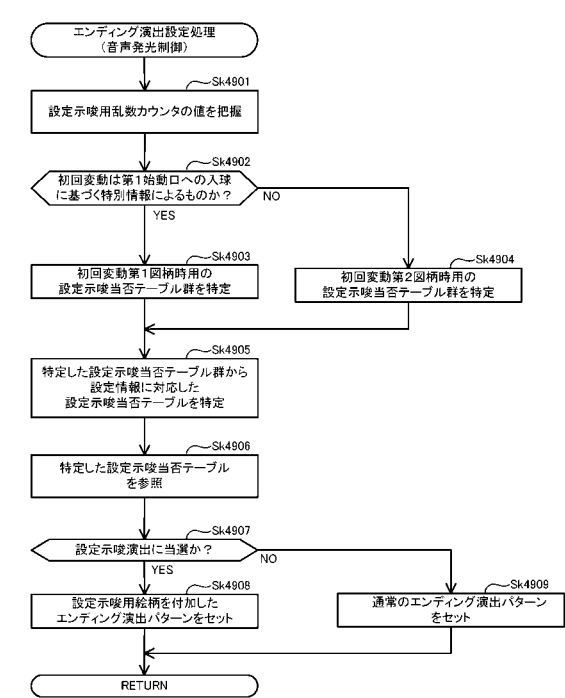 エンディング演出設定処理
（音声発光制御）
Sk4901
設定示唆用乱数カウンタの値を把握
Sk4902
初回変動は第1始動口への入球
に基づく特別情報によるものか？
NO
YES
Sk4903
初回変動第1図柄時用の
設定示唆当否テーブル群を特定
Sk4904
初回変動第2図柄時用の
設定示唆当否テーブル群を特定
Sk4905
特定した設定示唆当否テーブル群から
設定情報に対応した
設定示唆当否テーブルを特定
Sk4906
特定した設定示唆当否テーブル
を参照
Sk4907
設定示唆演出に当選か？
NO
YES
Sk4908
設定示唆用絵柄を付加した
エンディング演出パターンをセット
Sk4909
通常のエンディング演出パターン
をセット
RETURN